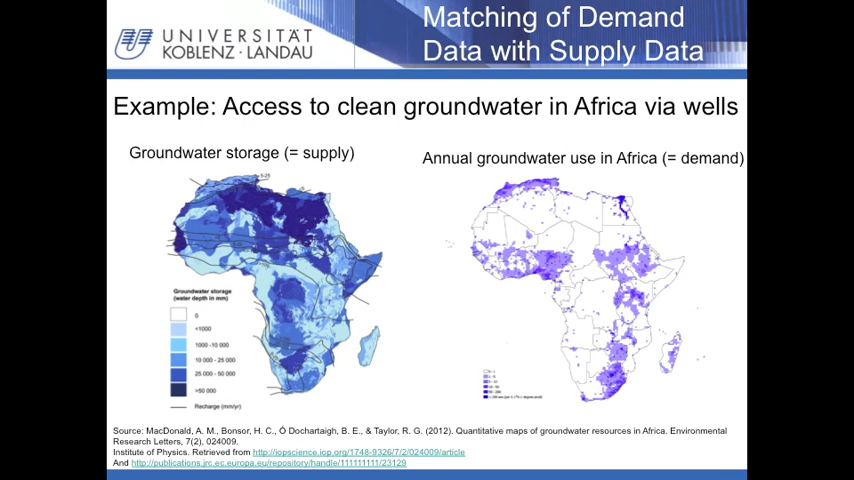 UNIVERSITÄT
KOBLENZ · LANDAU
Matching of Demand
Data with Supply Data
Example: Access to clean groundwater in Africa via wells
Groundwater storage (= supply)
Annual groundwater use in Africa (= demand)
Groundwater storage
(water depth in mm)
0
<1000
1000-10 000
10 000 - 25 000
25 000 - 50 000
>50 000
Recharge (mm/yr)
Source: MacDonald, A. M., Bonsor, H. C., Ó Dochartaigh, B. E., & Taylor, R. G. (2012). Quantitative maps of groundwater resources in Africa. Environmental
Research Letters, 7(2), 024009.
Institute of Physics. Retrieved from http://iopscience.iop.org/1748-9326/7/2/024009/article
And http://publications.jrc.ec.europa.eu/repository/handle/111111111/23129